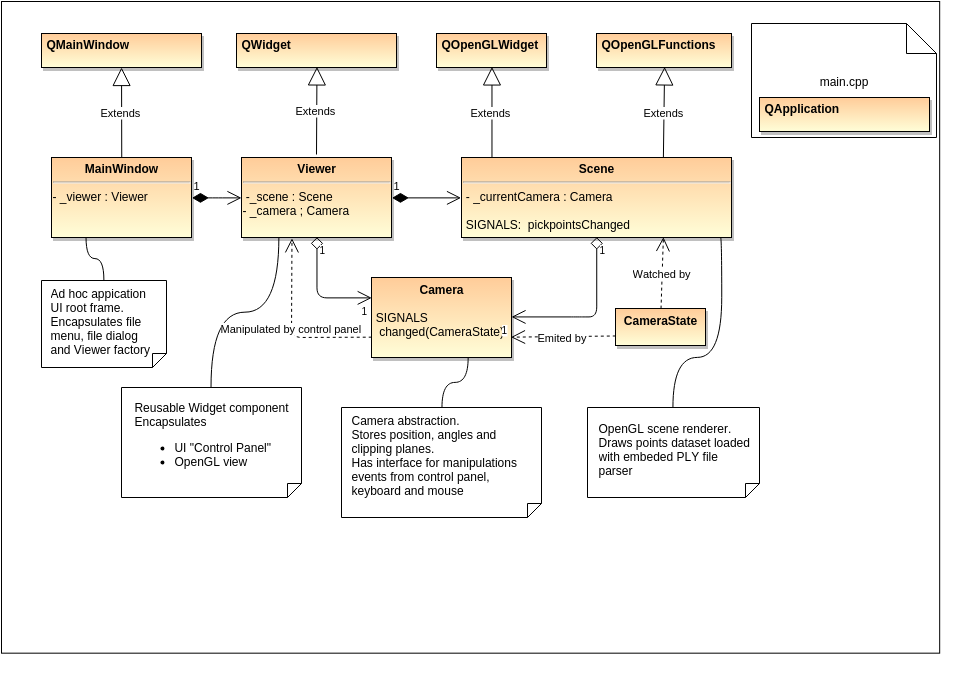 QMainWindow
QWidget
QOpenGLWidget
QOpenGLFunctions
main.cpp
QApplication
Extends
Extends
Extends
Extends
MainWindow
- _viewer : Viewer
1
Viewer
-_scene : Scene
- _camera ; Camera
1
Scene
- _currentCamera : Camera
SIGNALS: pickpointsChanged
1
1
Watched by
Ad hoc appication
UI root frame.
Encapsulates file
menu, file dialog
and Viewer factory
Camera
SIGNALS
changed(CameraState)
1
1
Manipulated by control panel
Emited by
CameraState
Reusable Widget component
Encapsulates
• UI "Control Panel"
• OpenGL view
Camera abstraction.
Stores position, angles and
clipping planes.
Has interface for manipulations
events from control panel,
keyboard and mouse
OpenGL scene renderer.
Draws points dataset loaded
with embeded PLY file
parser